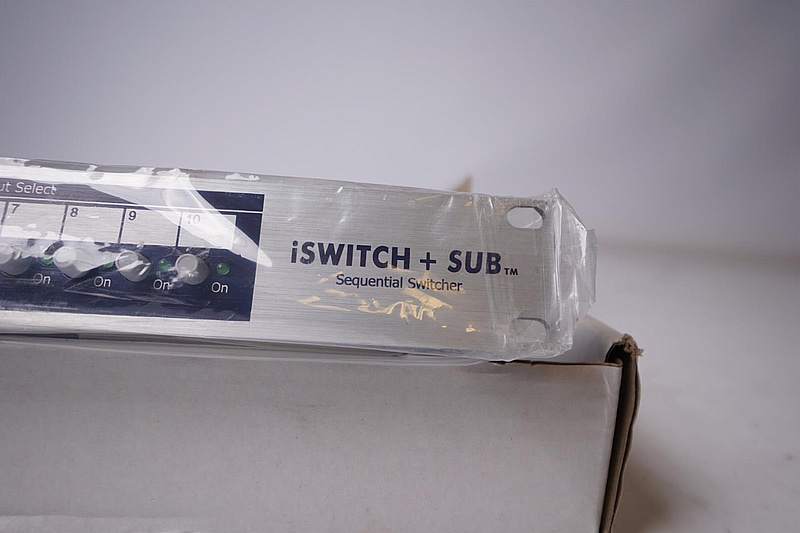 ut Select
7 8 9 10
On On On On
iSWITCH + SUB™
Sequential Switcher